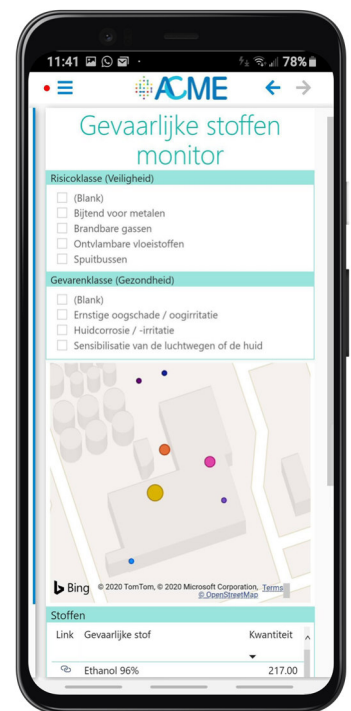 11:41 78%
ACME
Gevaarlijke stoffen
monitor
Risicoklasse (Veiligheid)
(Blank)
Bijtend voor metalen
Brandbare gassen
Ontvlambare vloeistoffen
Spuitbussen
Gevarenklasse (Gezondheid)
(Blank)
Ernstige oogschade / oogirritatie
Huidcorrosie / -irritatie
Sensibilisatie van de luchtwegen of de huid
Bing © 2020 TomTom, © 2020 Microsoft Corporation, Terms
© OpenStreetMap
Stoffen
Link Gevaarlijke stof Kwantiteit
Ethanol 96% 217.00